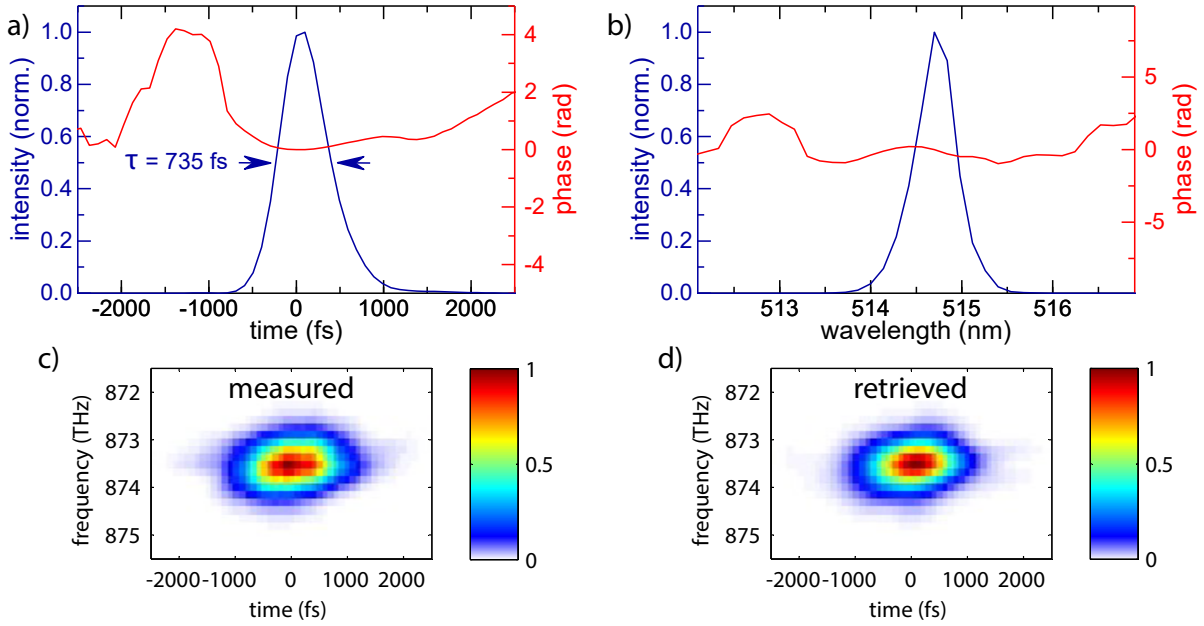 a)
intensity (norm.)
1.0
0.8
0.6
0.4
0.2
0.0
τ = 735 fs
4
2
0
-2
-4
phase (rad)
-2000 -1000 0 1000 2000
time (fs)
b)
intensity (norm.)
1.0
0.8
0.6
0.4
0.2
0.0
5
0
-5
phase (rad)
513 514 515 516
wavelength (nm)
c)
measured
frequency (THz)
872
873
874
875
-2000 -1000 0 1000 2000
time (fs)
1
0.5
0
d)
retrieved
frequency (THz)
872
873
874
875
-2000 -1000 0 1000 2000
time (fs)
1
0.5
0